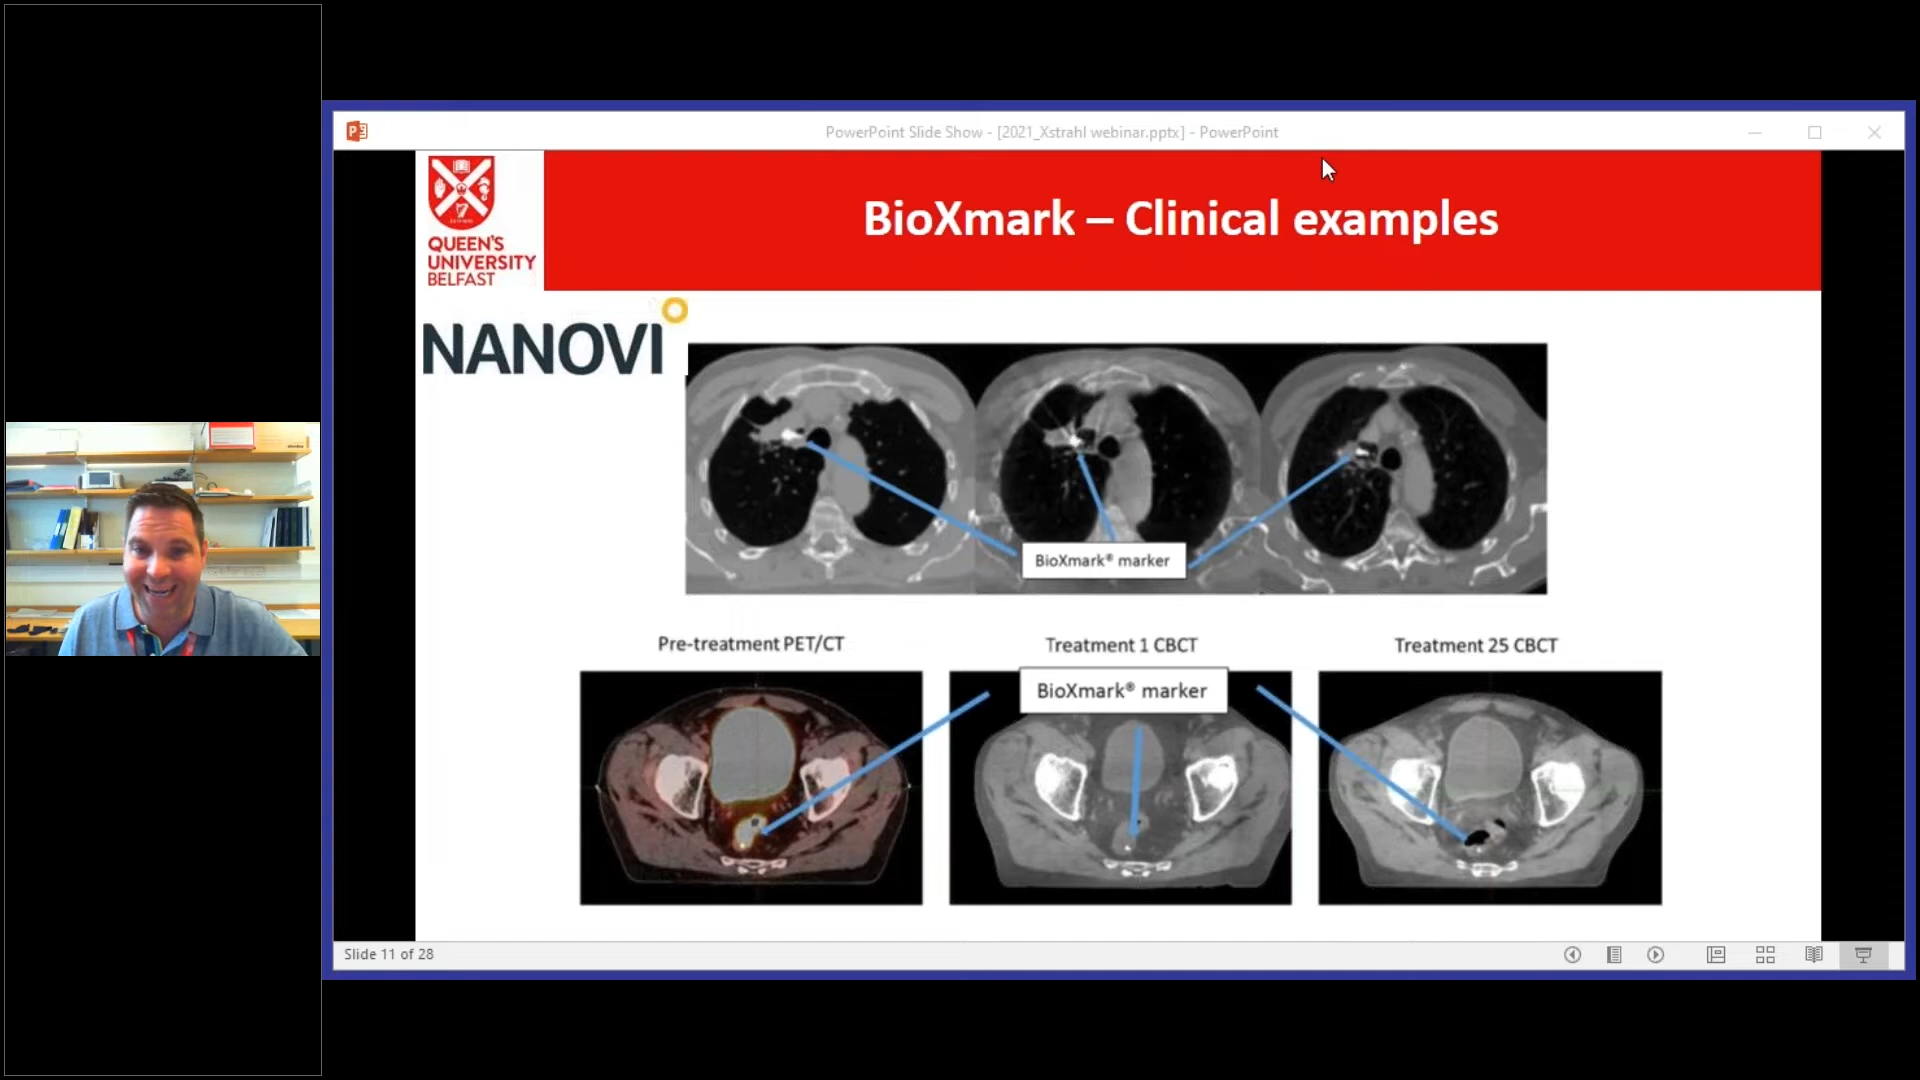 PowerPoint Slide Show - [2021_Xstrahl webinar.pptx] - PowerPoint
QUEEN'S
UNIVERSITY
BELFAST
BioXmark – Clinical examples
NANOVI
BioXmark® marker
Pre-treatment PET/CT
Treatment 1 CBCT
Treatment 25 CBCT
BioXmark® marker
Slide 11 of 28